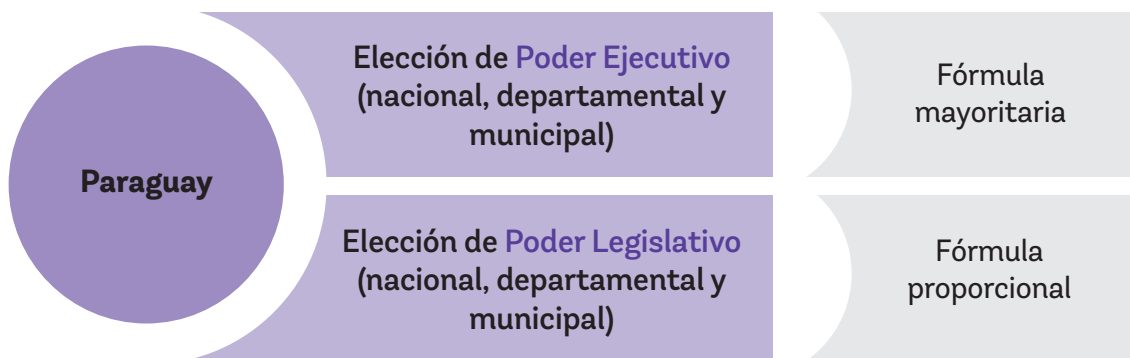 Paraguay
Elección de Poder Ejecutivo
(nacional, departamental y
municipal)
Fórmula
mayoritaria
Elección de Poder Legislativo
(nacional, departamental y
municipal)
Fórmula
proporcional